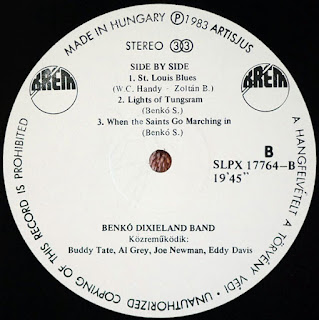 MADE IN HUNGARY Ⓟ 1983 ARTISJUS
STEREO 33
KRÉM
KRÉM
SIDE BY SIDE
1. St. Louis Blues
(W.C. Handy - Zoltán B.)
2. Lights of Tungsram
(Benkó S.)
3. When the Saints Go Marching in
(Benkó S.)
B
SLPX 17764-B
19'45"
BENKÓ DIXIELAND BAND
Közreműködik:
Buddy Tate, Al Grey, Joe Newman, Eddy Davis
A HANGFELVÉTELT A TÖRVÉNY VÉDI • UNAUTHORIZED COPYING OF THIS RECORD IS PROHIBITED